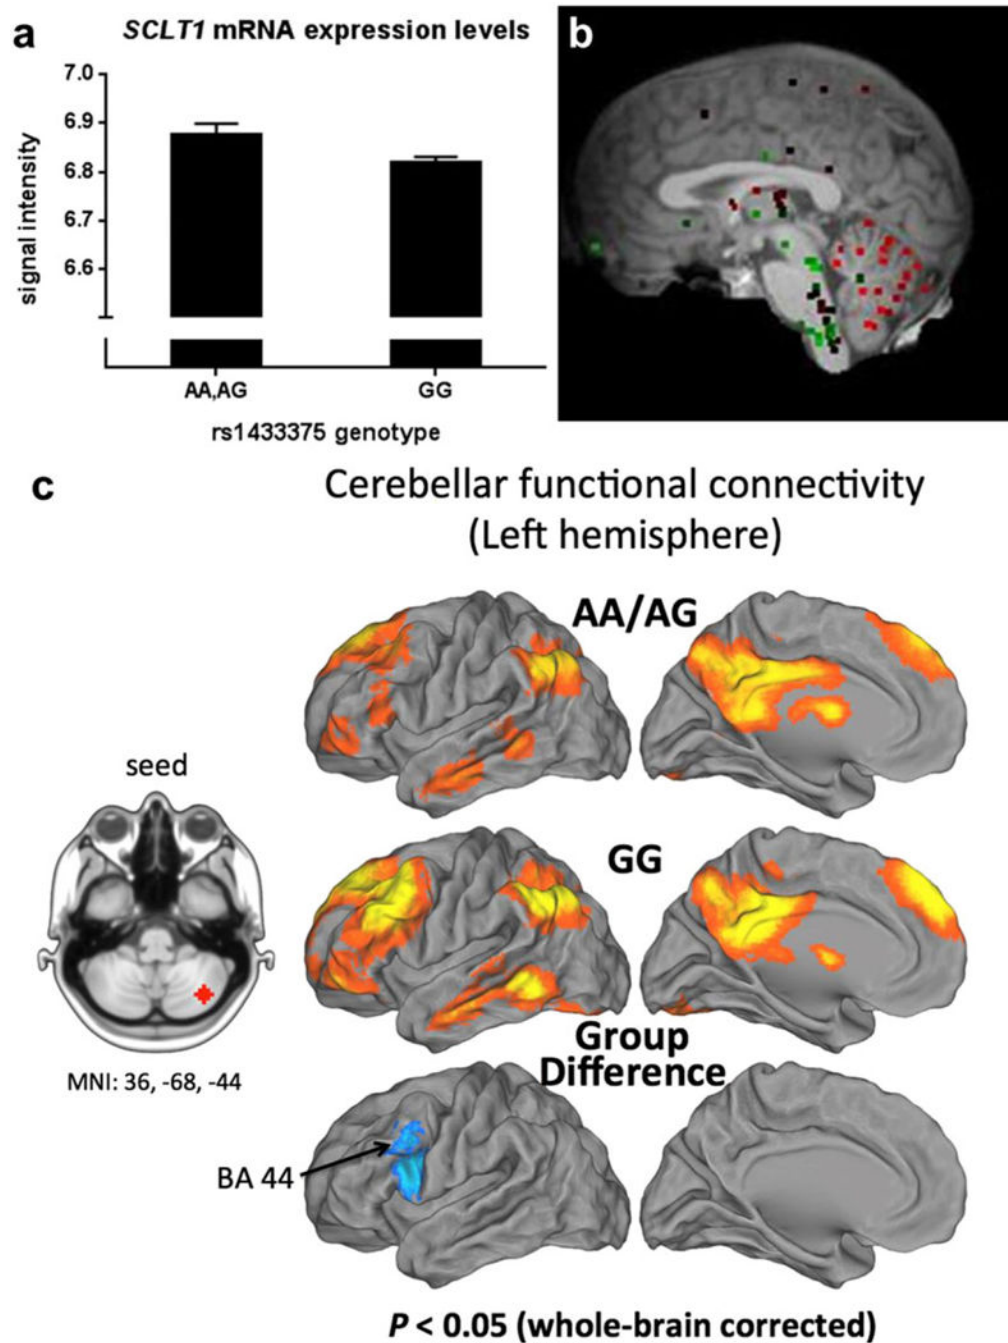 a
SCLT1 mRNA expression levels
7.0
6.9
6.8
6.7
6.6
signal intensity
AA,AG
GG
rs1433375 genotype
b
c
Cerebellar functional connectivity
(Left hemisphere)
AA/AG
seed
MNI: 36, -68, -44
GG
Group
Difference
BA 44
P < 0.05 (whole-brain corrected)